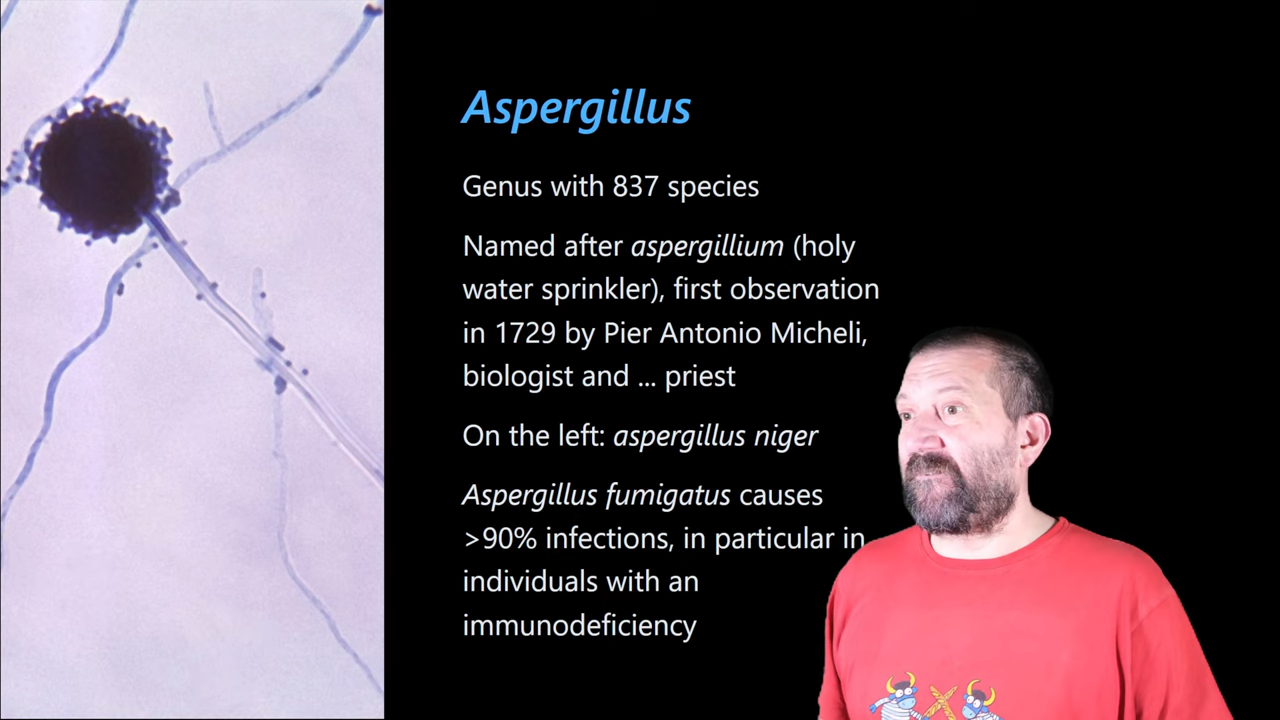 Aspergillus
Genus with 837 species
Named after aspergillium (holy
water sprinkler), first observation
in 1729 by Pier Antonio Micheli,
biologist and ... priest
On the left: aspergillus niger
Aspergillus fumigatus causes
>90% infections, in particular in
individuals with an
immunodeficiency